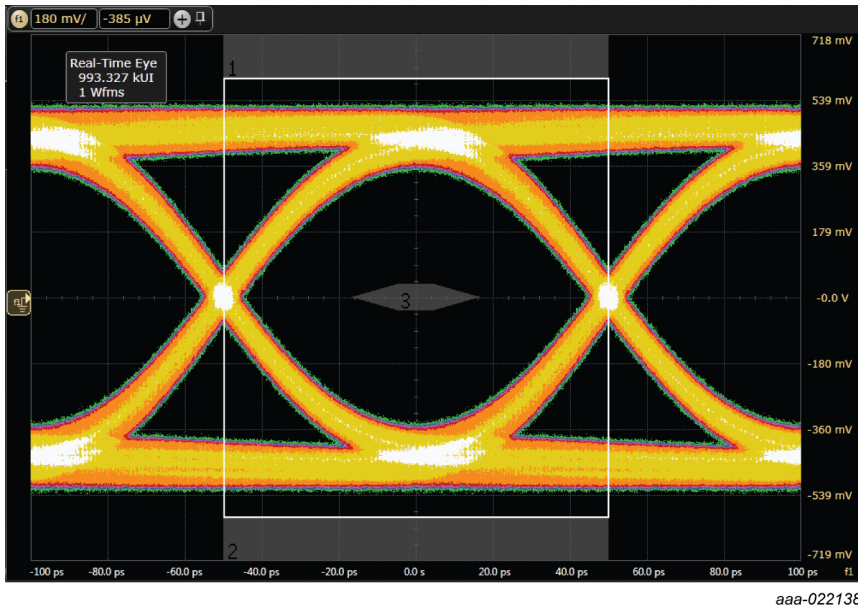 f1 180 mV/ -385 µV +
718 mV
Real-Time Eye
993.327 kUI
1 Wfms
1
539 mV
359 mV
179 mV
3
-0.0 V
-180 mV
-360 mV
-539 mV
2
-719 mV
-100 ps -80.0 ps -60.0 ps -40.0 ps -20.0 ps 0.0 s 20.0 ps 40.0 ps 60.0 ps 80.0 ps 100 ps f1
aaa-022138